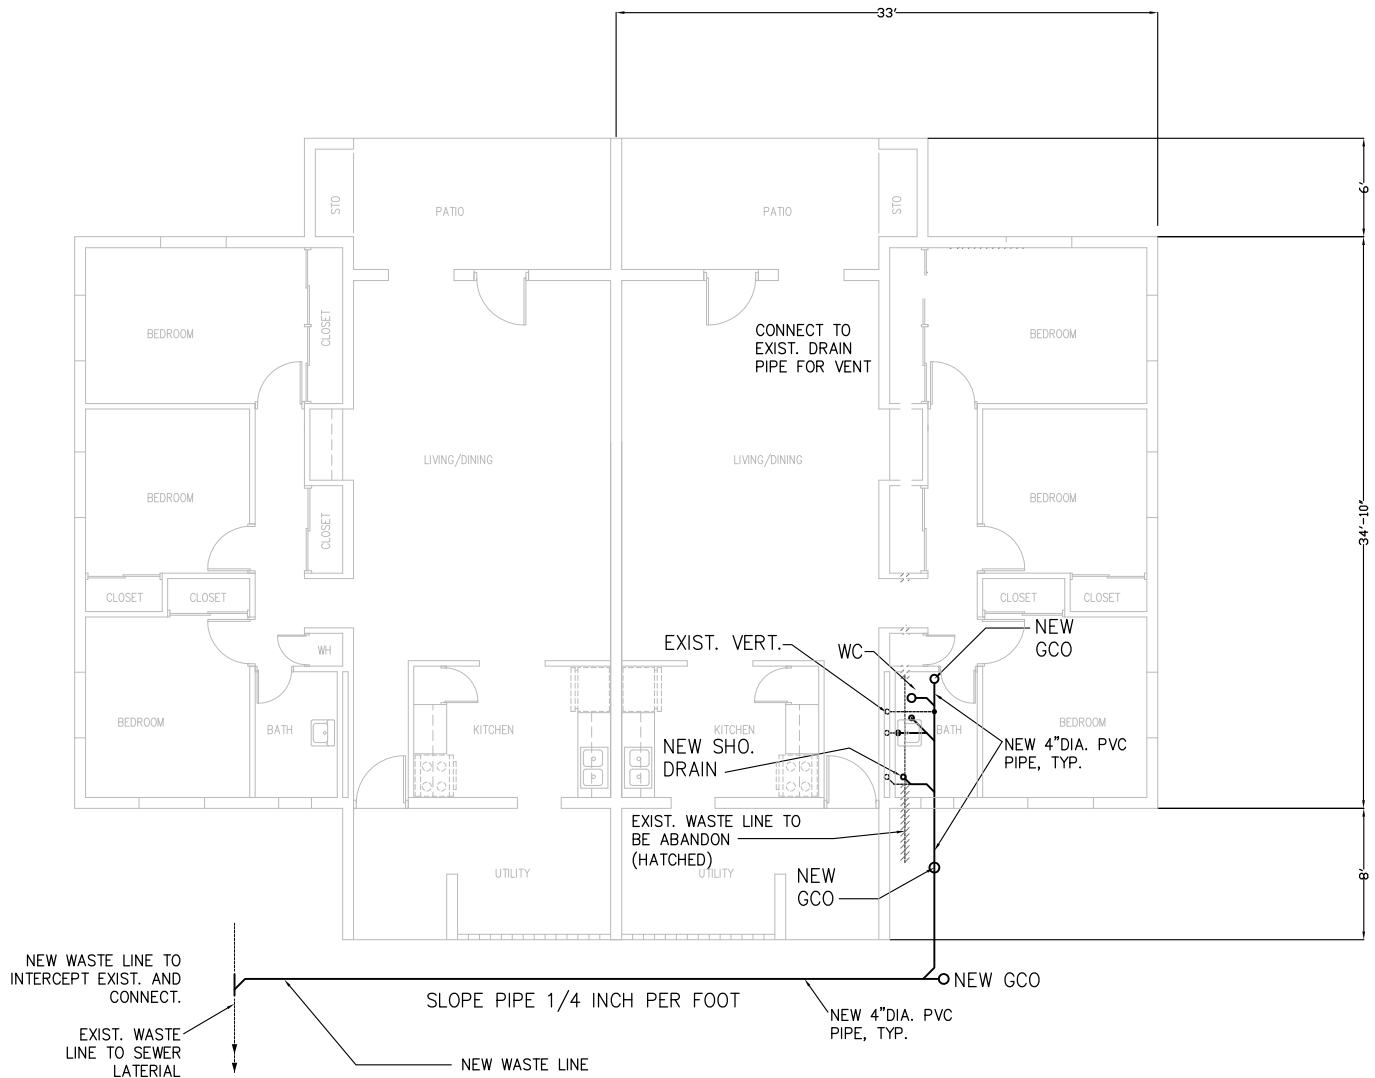 33'
6'
STO
PATIO
PATIO
STO
BEDROOM
CLOSET
CONNECT TO
EXIST. DRAIN
PIPE FOR VENT
BEDROOM
LIVING/DINING
LIVING/DINING
BEDROOM
CLOSET
BEDROOM
34'-10"
CLOSET
CLOSET
CLOSET
CLOSET
WH
EXIST. VERT.
WC
NEW
GCO
BEDROOM
BATH
KITCHEN
KITCHEN
BATH
BEDROOM
NEW SHO.
DRAIN
NEW 4"DIA. PVC
PIPE, TYP.
EXIST. WASTE LINE TO
BE ABANDON
(HATCHED)
UTILITY
UTILITY
NEW
GCO
8'
NEW WASTE LINE TO
INTERCEPT EXIST. AND
CONNECT.
NEW GCO
SLOPE PIPE 1/4 INCH PER FOOT
NEW 4"DIA. PVC
PIPE, TYP.
EXIST. WASTE
LINE TO SEWER
LATERIAL
NEW WASTE LINE